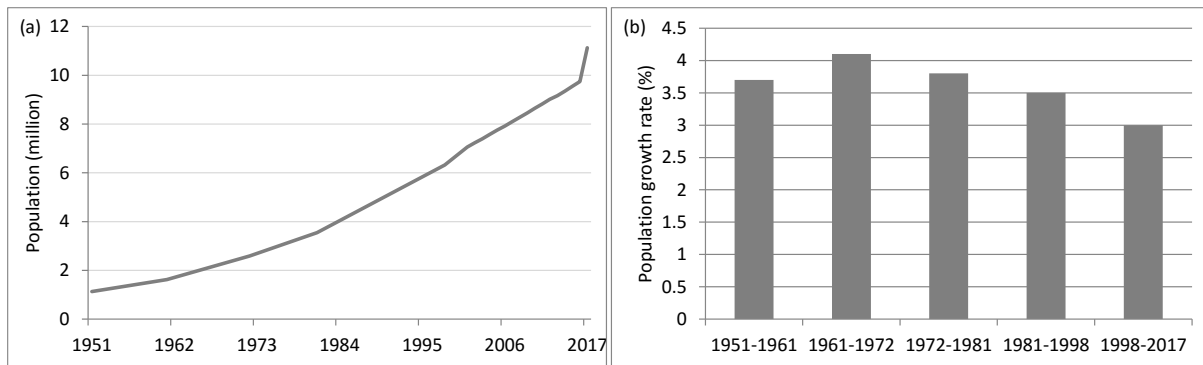 (a)
Population (million)
12
10
8
6
4
2
0
1951 1962 1973 1984 1995 2006 2017
(b)
Population growth rate (%)
4.5
4
3.5
3
2.5
2
1.5
1
0.5
0
1951-1961 1961-1972 1972-1981 1981-1998 1998-2017